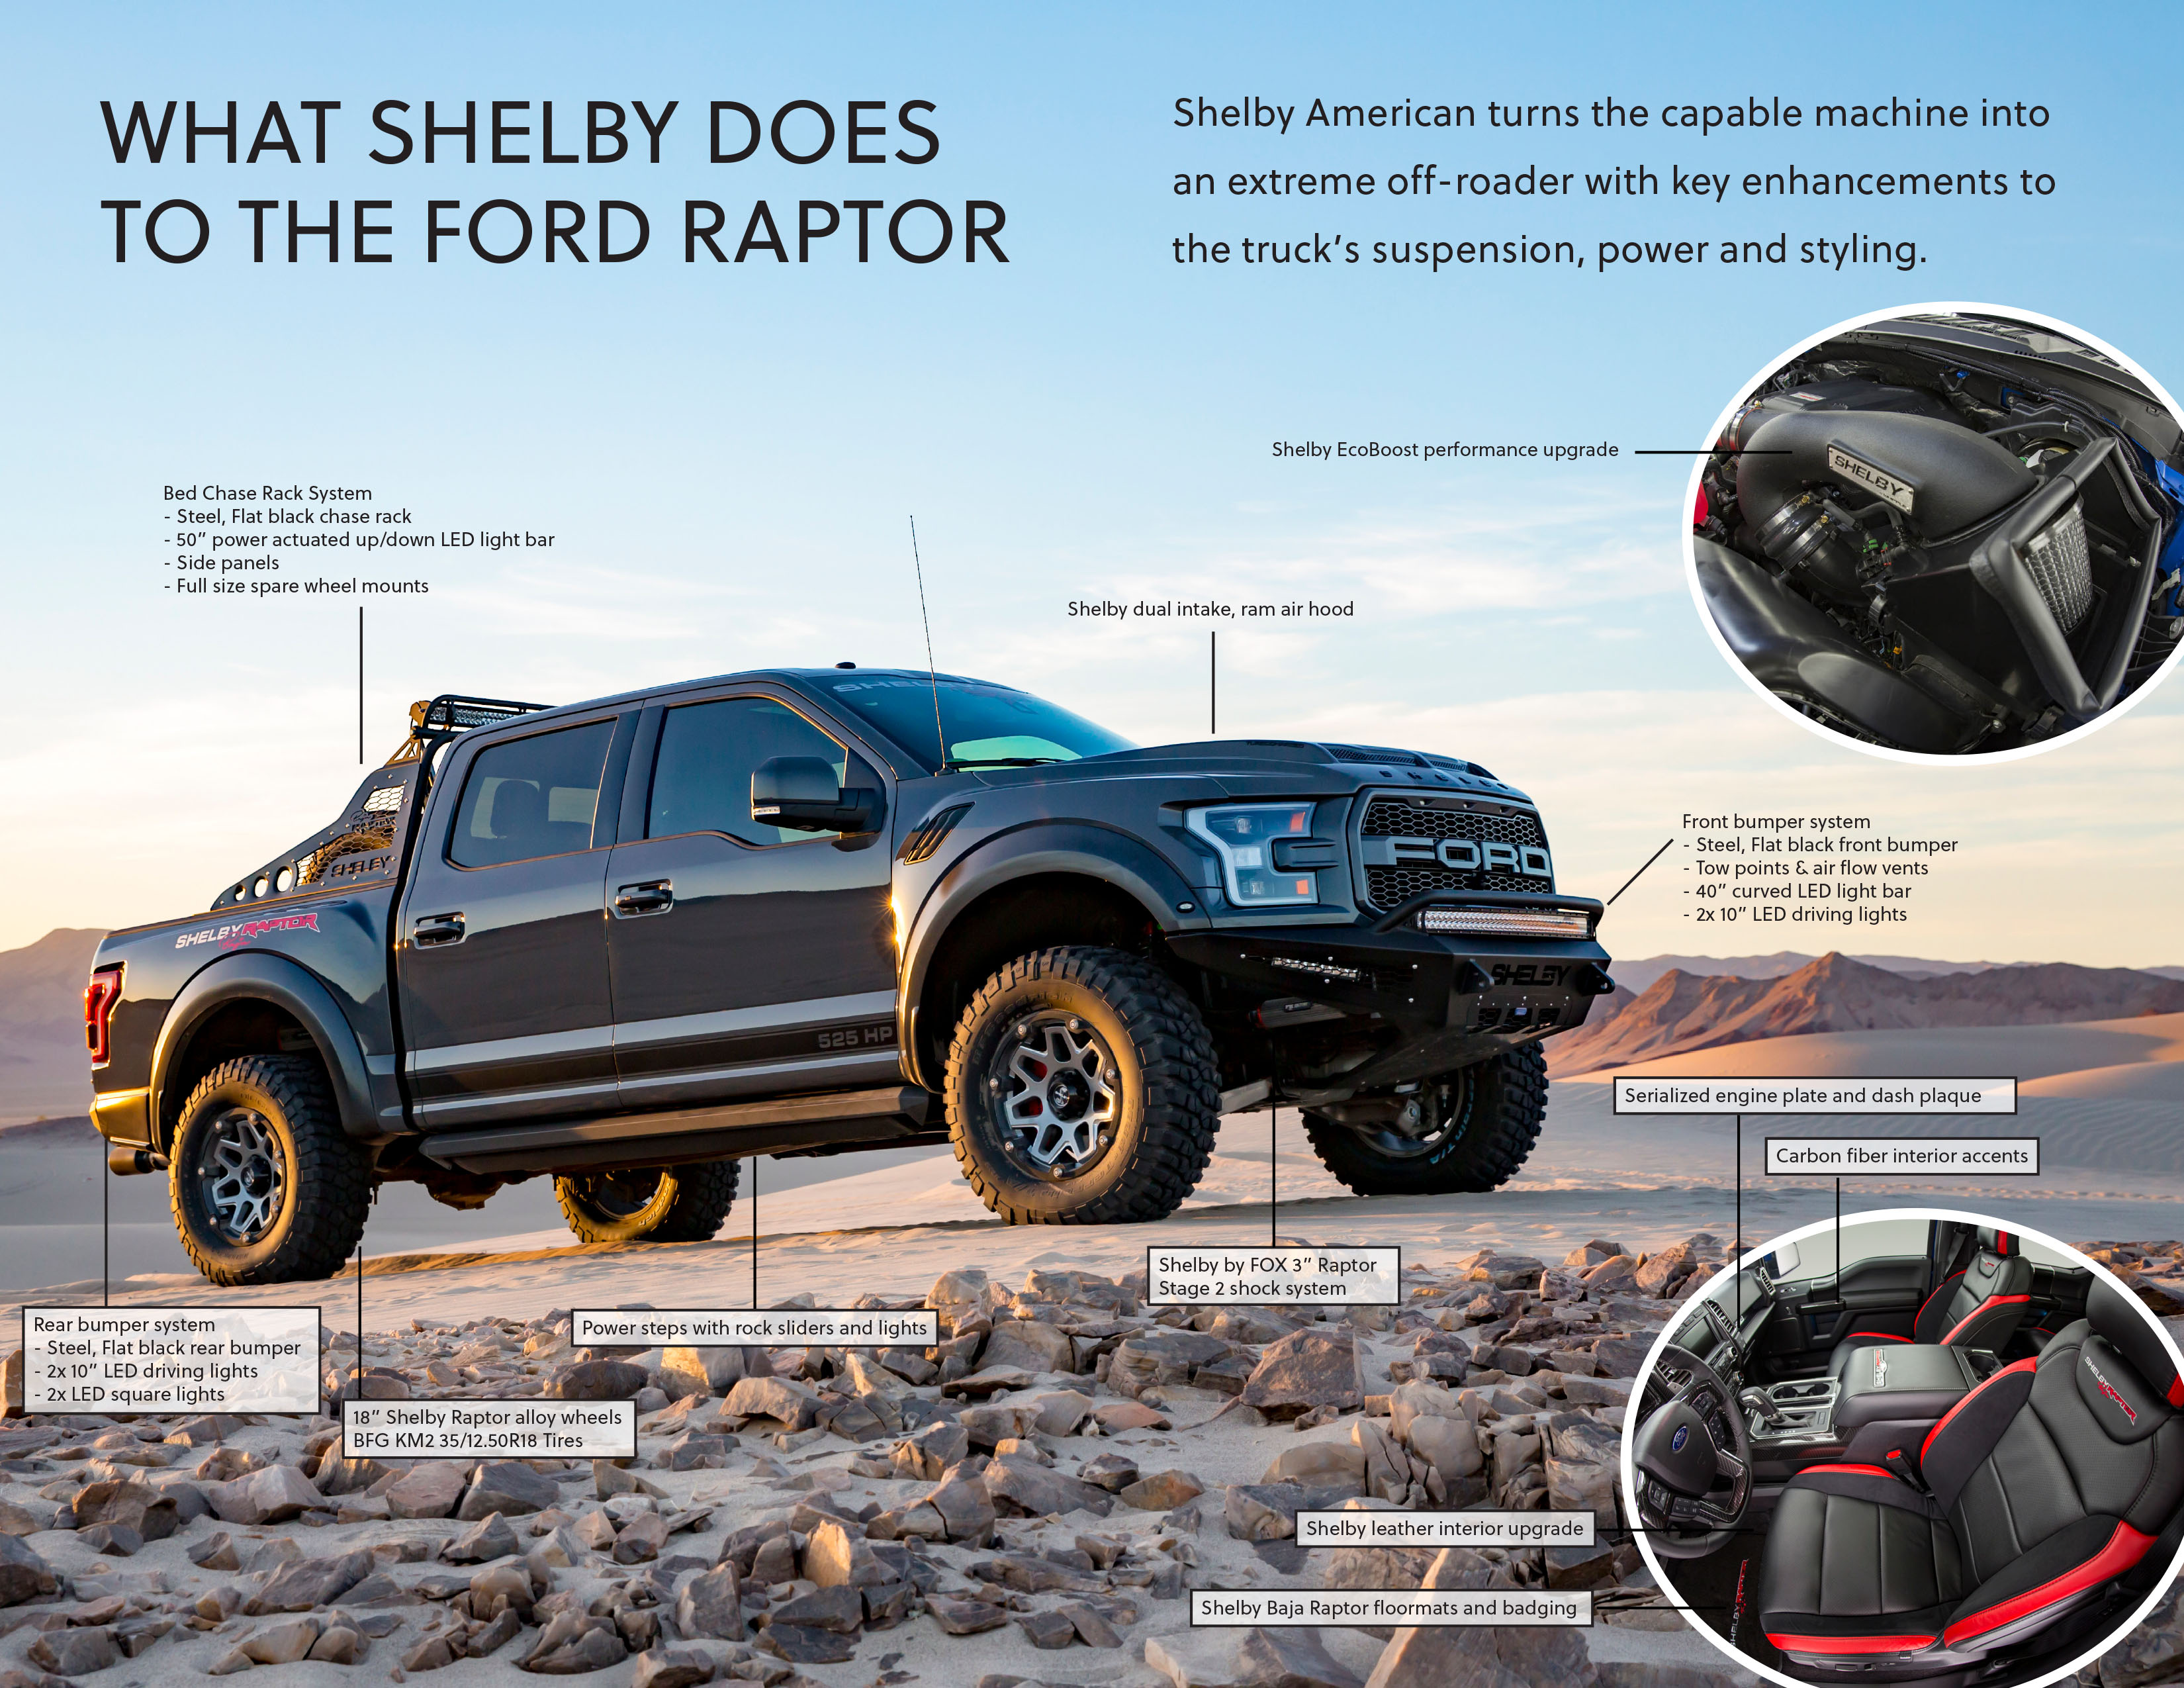 WHAT SHELBY DOES
TO THE FORD RAPTOR
Shelby American turns the capable machine into
an extreme off-roader with key enhancements to
the truck’s suspension, power and styling.
Shelby EcoBoost performance upgrade
SHELBY
Bed Chase Rack System
- Steel, Flat black chase rack
- 50” power actuated up/down LED light bar
- Side panels
- Full size spare wheel mounts
Shelby dual intake, ram air hood
SHELBY
FORD
SHELBY
SHELBY RAPTOR
SHELBY
525 HP
Front bumper system
- Steel, Flat black front bumper
- Tow points & air flow vents
- 40” curved LED light bar
- 2x 10” LED driving lights
Serialized engine plate and dash plaque
Carbon fiber interior accents
Shelby by FOX 3” Raptor
Stage 2 shock system
Power steps with rock sliders and lights
Rear bumper system
- Steel, Flat black rear bumper
- 2x 10” LED driving lights
- 2x LED square lights
18” Shelby Raptor alloy wheels
BFG KM2 35/12.50R18 Tires
SHELBY RAPTOR
Shelby leather interior upgrade
Shelby Baja Raptor floormats and badging